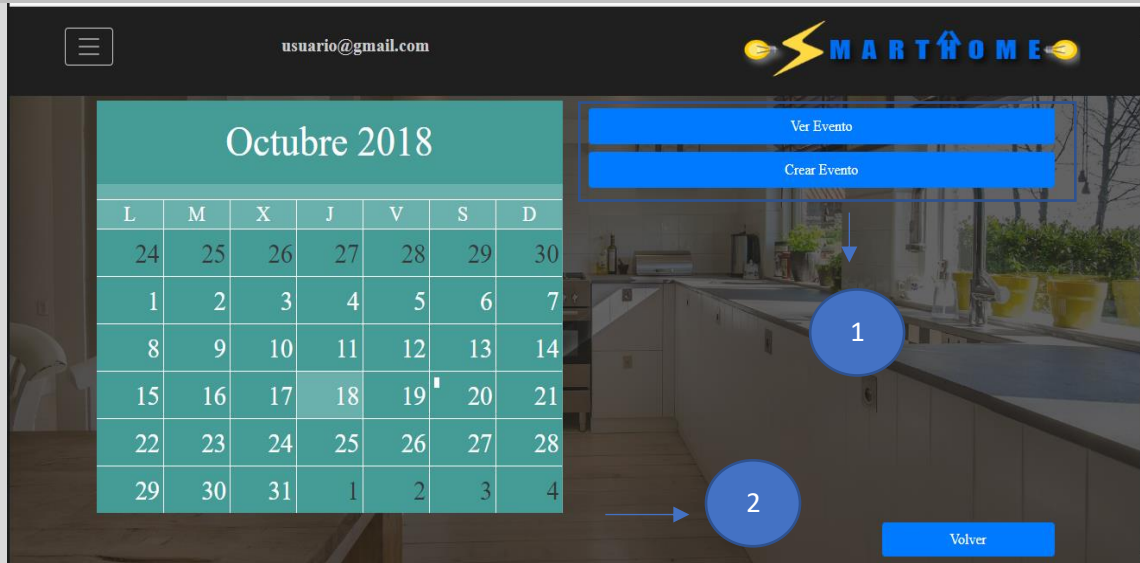 usuario@gmail.com
SMARTHOME
Octubre 2018
L M X J V S D
24 25 26 27 28 29 30
1 2 3 4 5 6 7
8 9 10 11 12 13 14
15 16 17 18 19 20 21
22 23 24 25 26 27 28
29 30 31 1 2 3 4
Ver Evento
Crear Evento
1
2
Volver